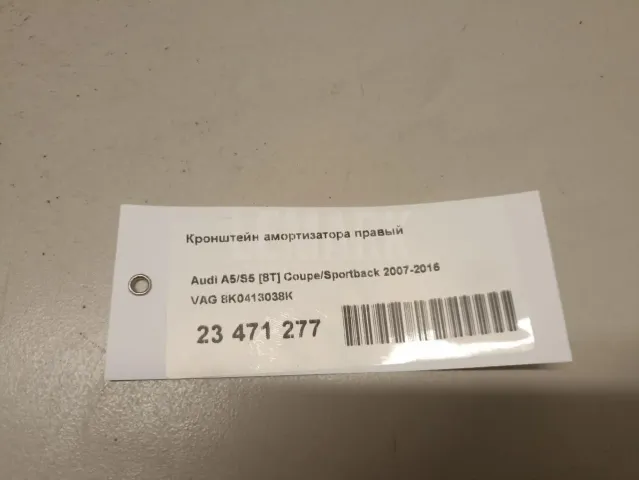 Кронштейн амортизатора правый
Audi A5/S5 [8T] Coupe/Sportback 2007-2016
VAG 8K0413038K
23 471 277